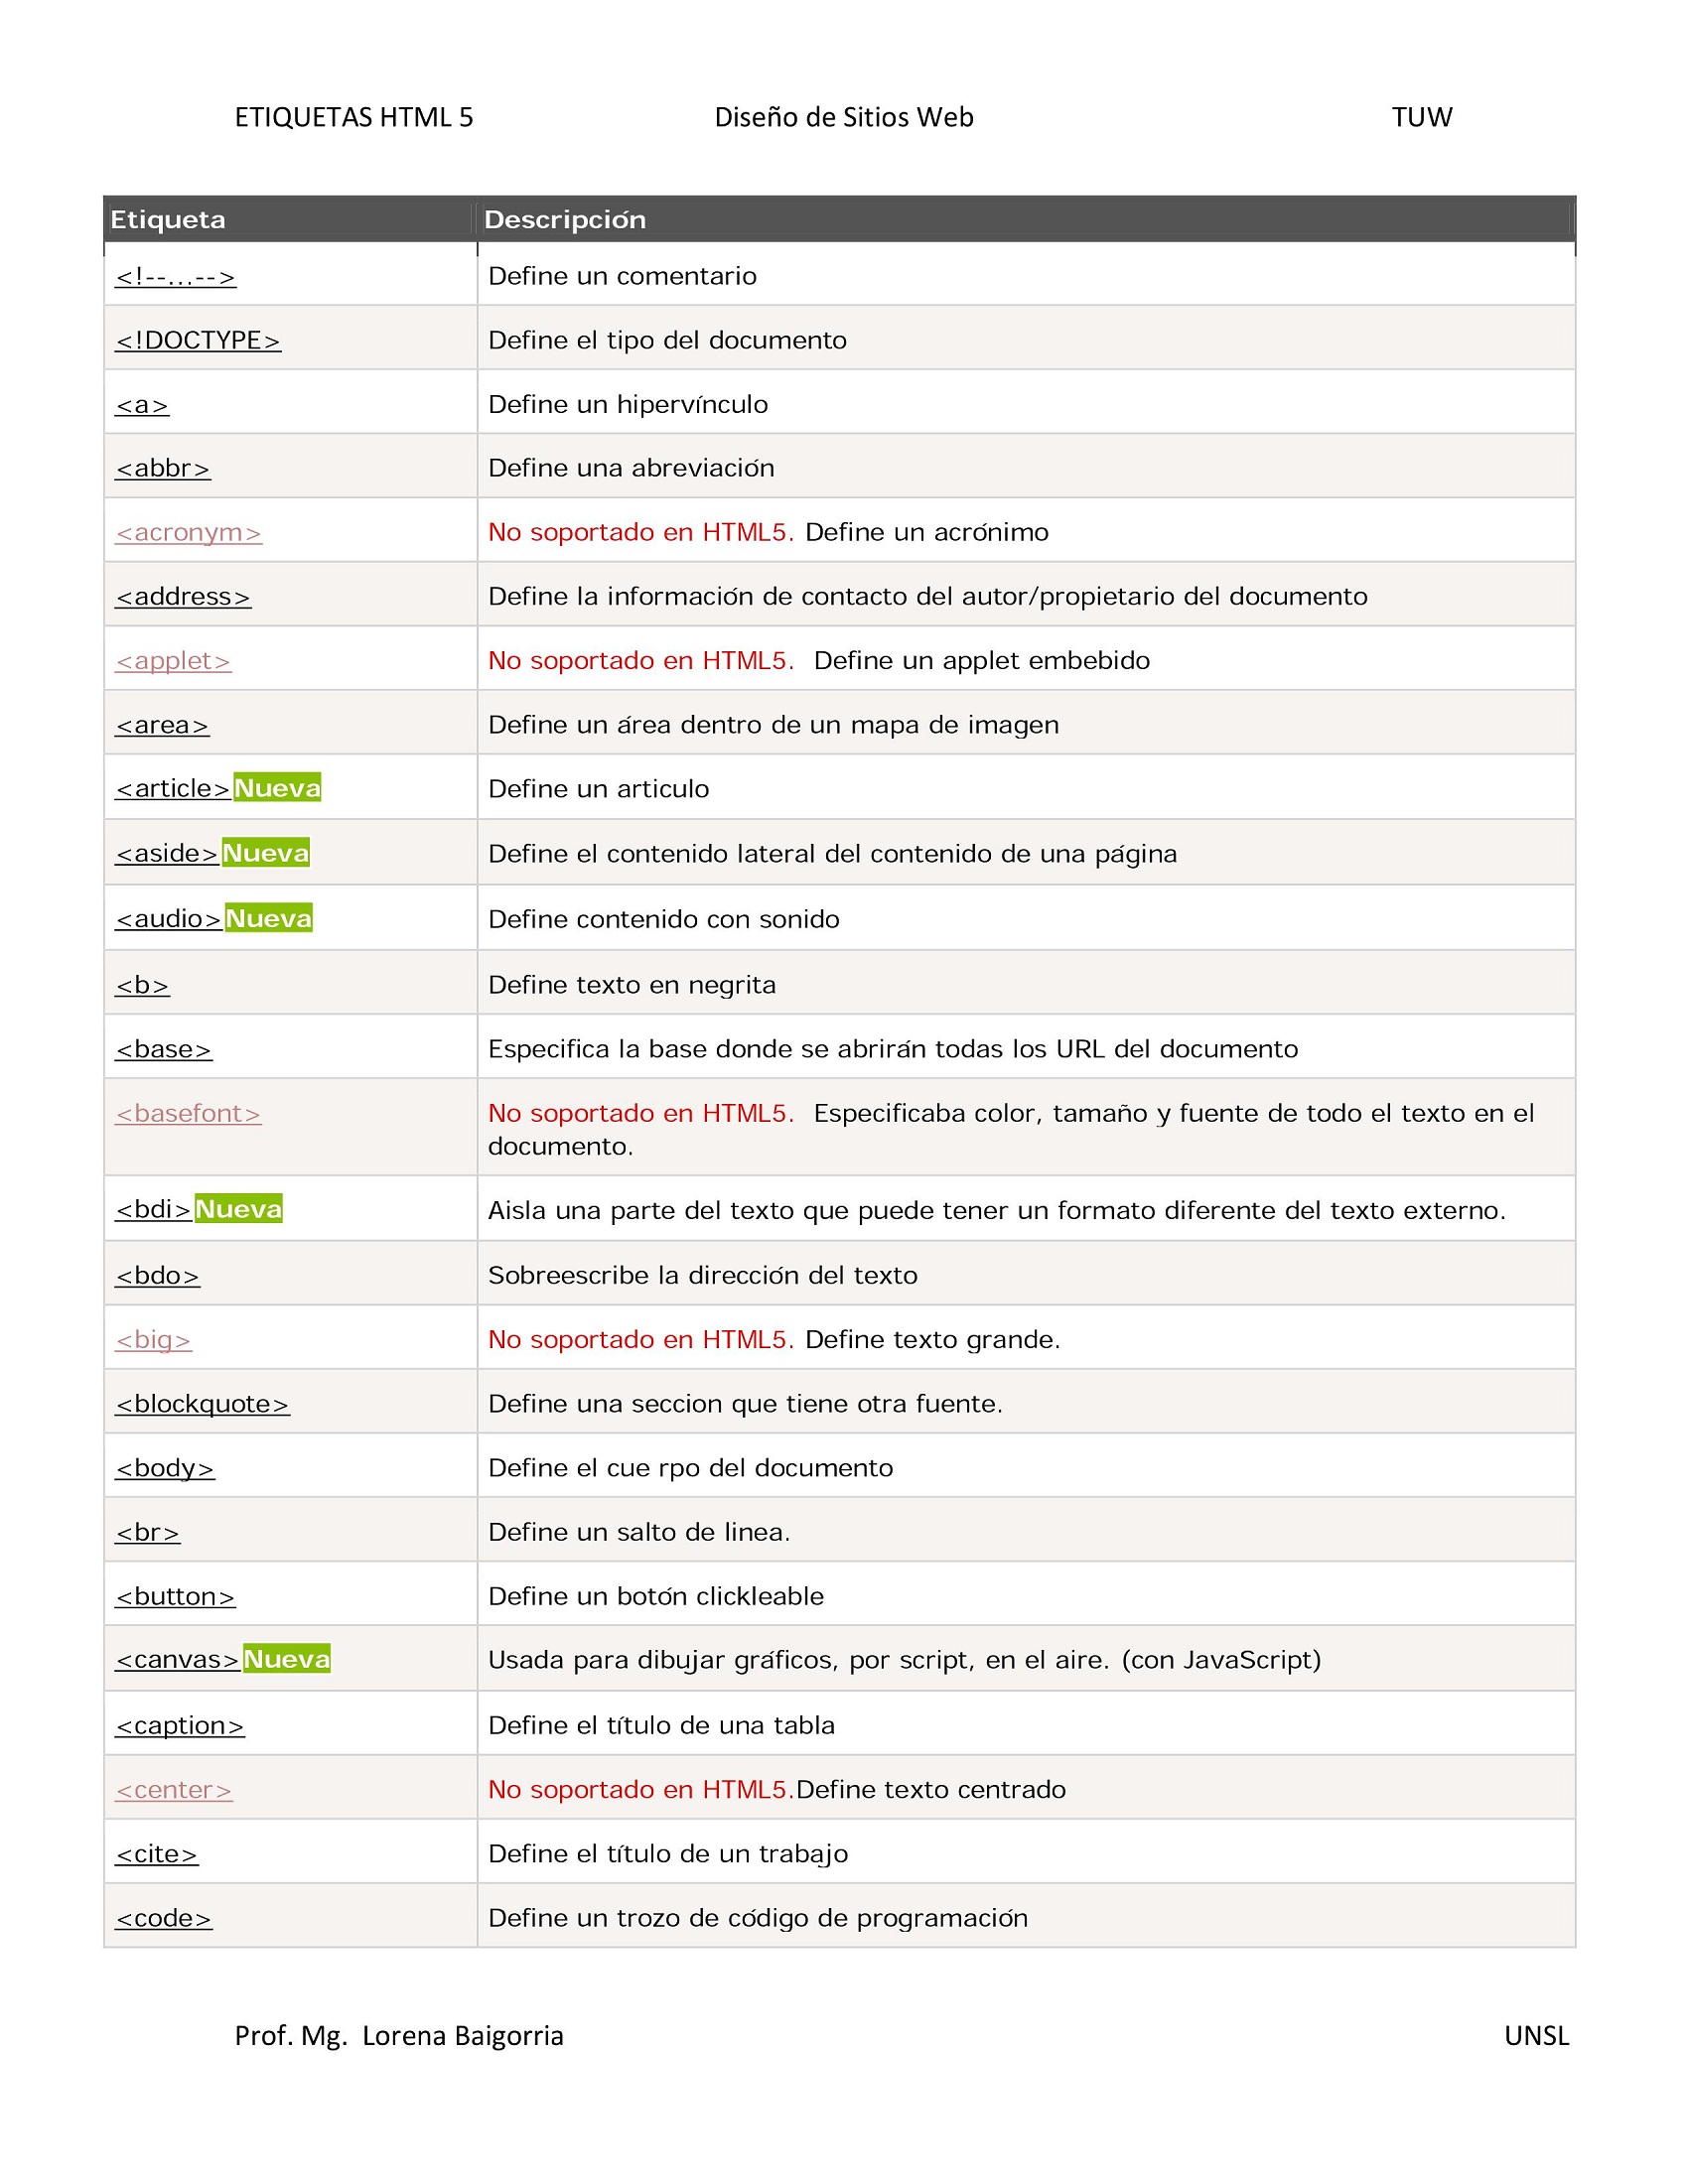 ETIQUETAS HTML 5 Diseño de Sitios Web TUW
Etiqueta Descripción
<!--...--> Define un comentario
<!DOCTYPE> Define el tipo del documento
<a> Define un hipervínculo
<abbr> Define una abreviación
<acronym> No soportado en HTML5. Define un acrónimo
<address> Define la información de contacto del autor/propietario del documento
<applet> No soportado en HTML5. Define un applet embebido
<area> Define un área dentro de un mapa de imagen
<article>Nueva Define un articulo
<aside>Nueva Define el contenido lateral del contenido de una página
<audio>Nueva Define contenido con sonido
<b> Define texto en negrita
<base> Especifica la base donde se abrirán todas los URL del documento
<basefont> No soportado en HTML5. Especificaba color, tamaño y fuente de todo el texto en el
documento.
<bdi>Nueva Aisla una parte del texto que puede tener un formato diferente del texto externo.
<bdo> Sobreescribe la dirección del texto
<big> No soportado en HTML5. Define texto grande.
<blockquote> Define una seccion que tiene otra fuente.
<body> Define el cue rpo del documento
<br> Define un salto de linea.
<button> Define un botón clickleable
<canvas>Nueva Usada para dibujar gráficos, por script, en el aire. (con JavaScript)
<caption> Define el título de una tabla
<center> No soportado en HTML5.Define texto centrado
<cite> Define el título de un trabajo
<code> Define un trozo de código de programación
Prof. Mg. Lorena Baigorria UNSL